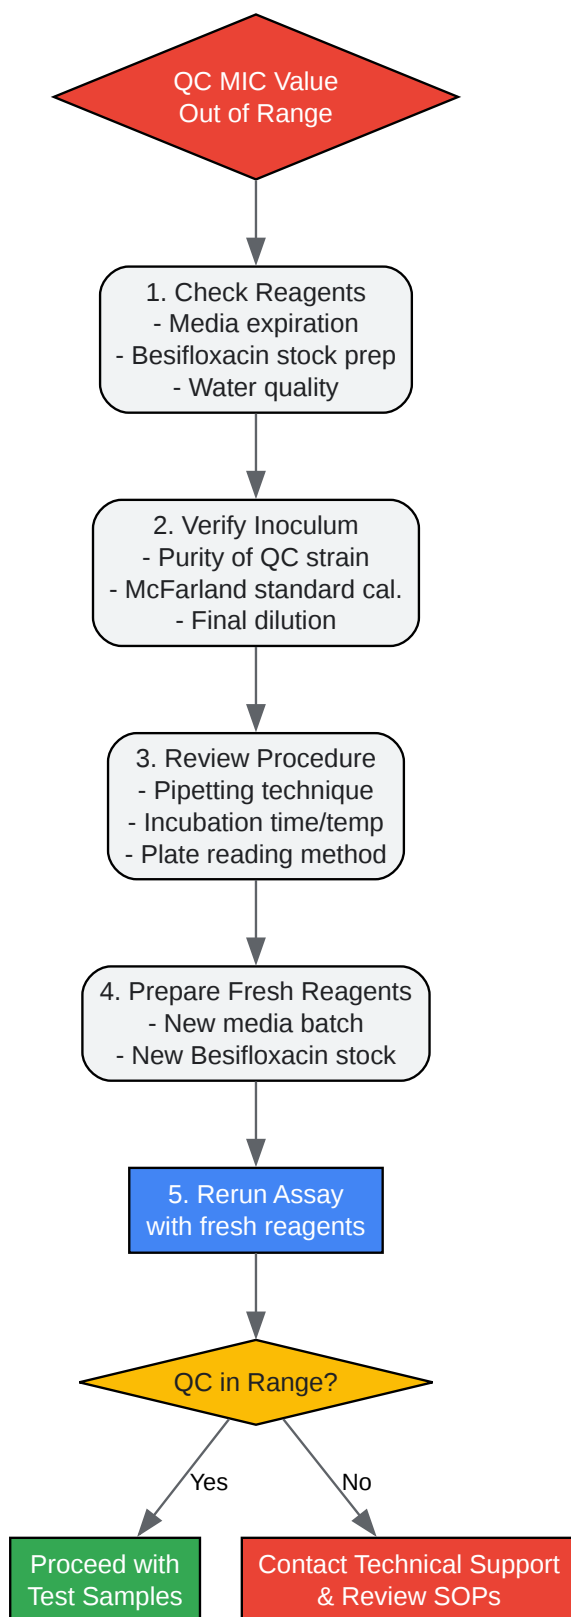 QC MIC Value
Out of Range
1. Check Reagents
- Media expiration
- Besifloxacin stock prep
- Water quality
2. Verify Inoculum
- Purity of QC strain
- McFarland standard cal.
- Final dilution
3. Review Procedure
- Pipetting technique
- Incubation time/temp
- Plate reading method
4. Prepare Fresh Reagents
- New media batch
- New Besifloxacin stock
5. Rerun Assay
with fresh reagents
QC in Range?
Yes
No
Proceed with
Test Samples
Contact Technical Support
& Review SOPs